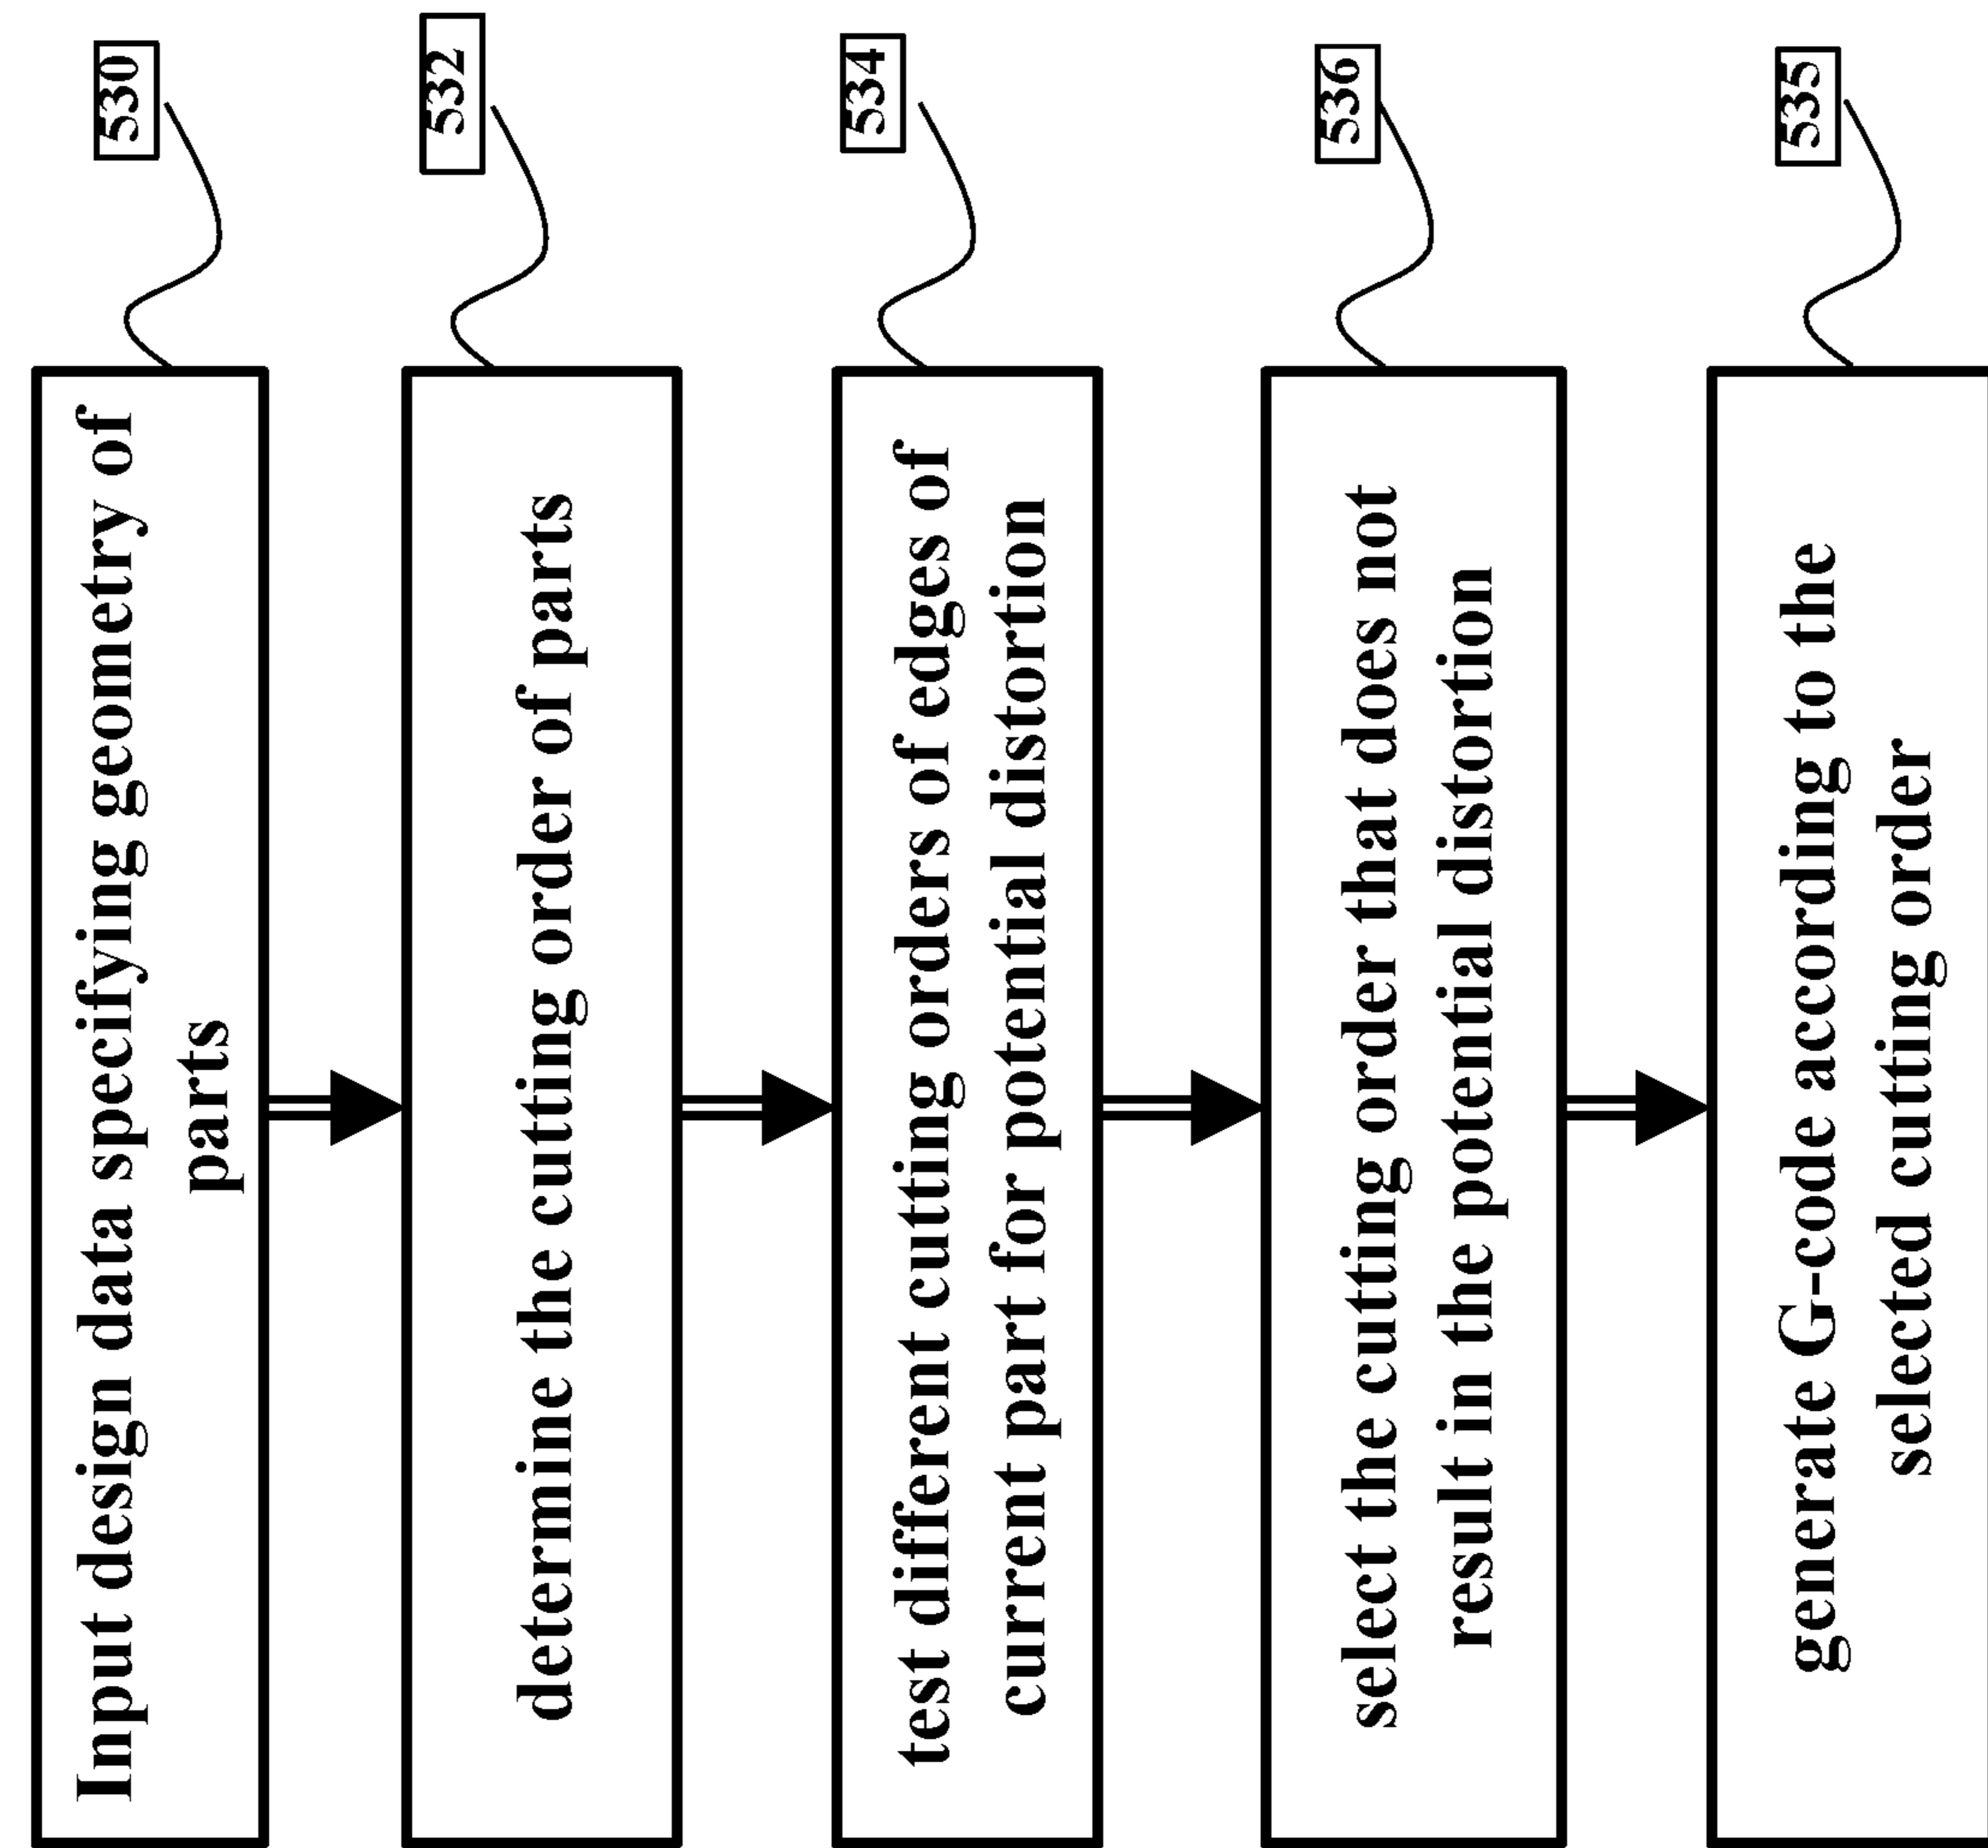 Input design data specifying geometry of
parts
530
determine the cutting order of parts
532
test different cutting orders of edges of
current part for potential distortion
534
select the cutting order that does not
result in the potential distortion
536
generate G-code according to the
selected cutting order
535